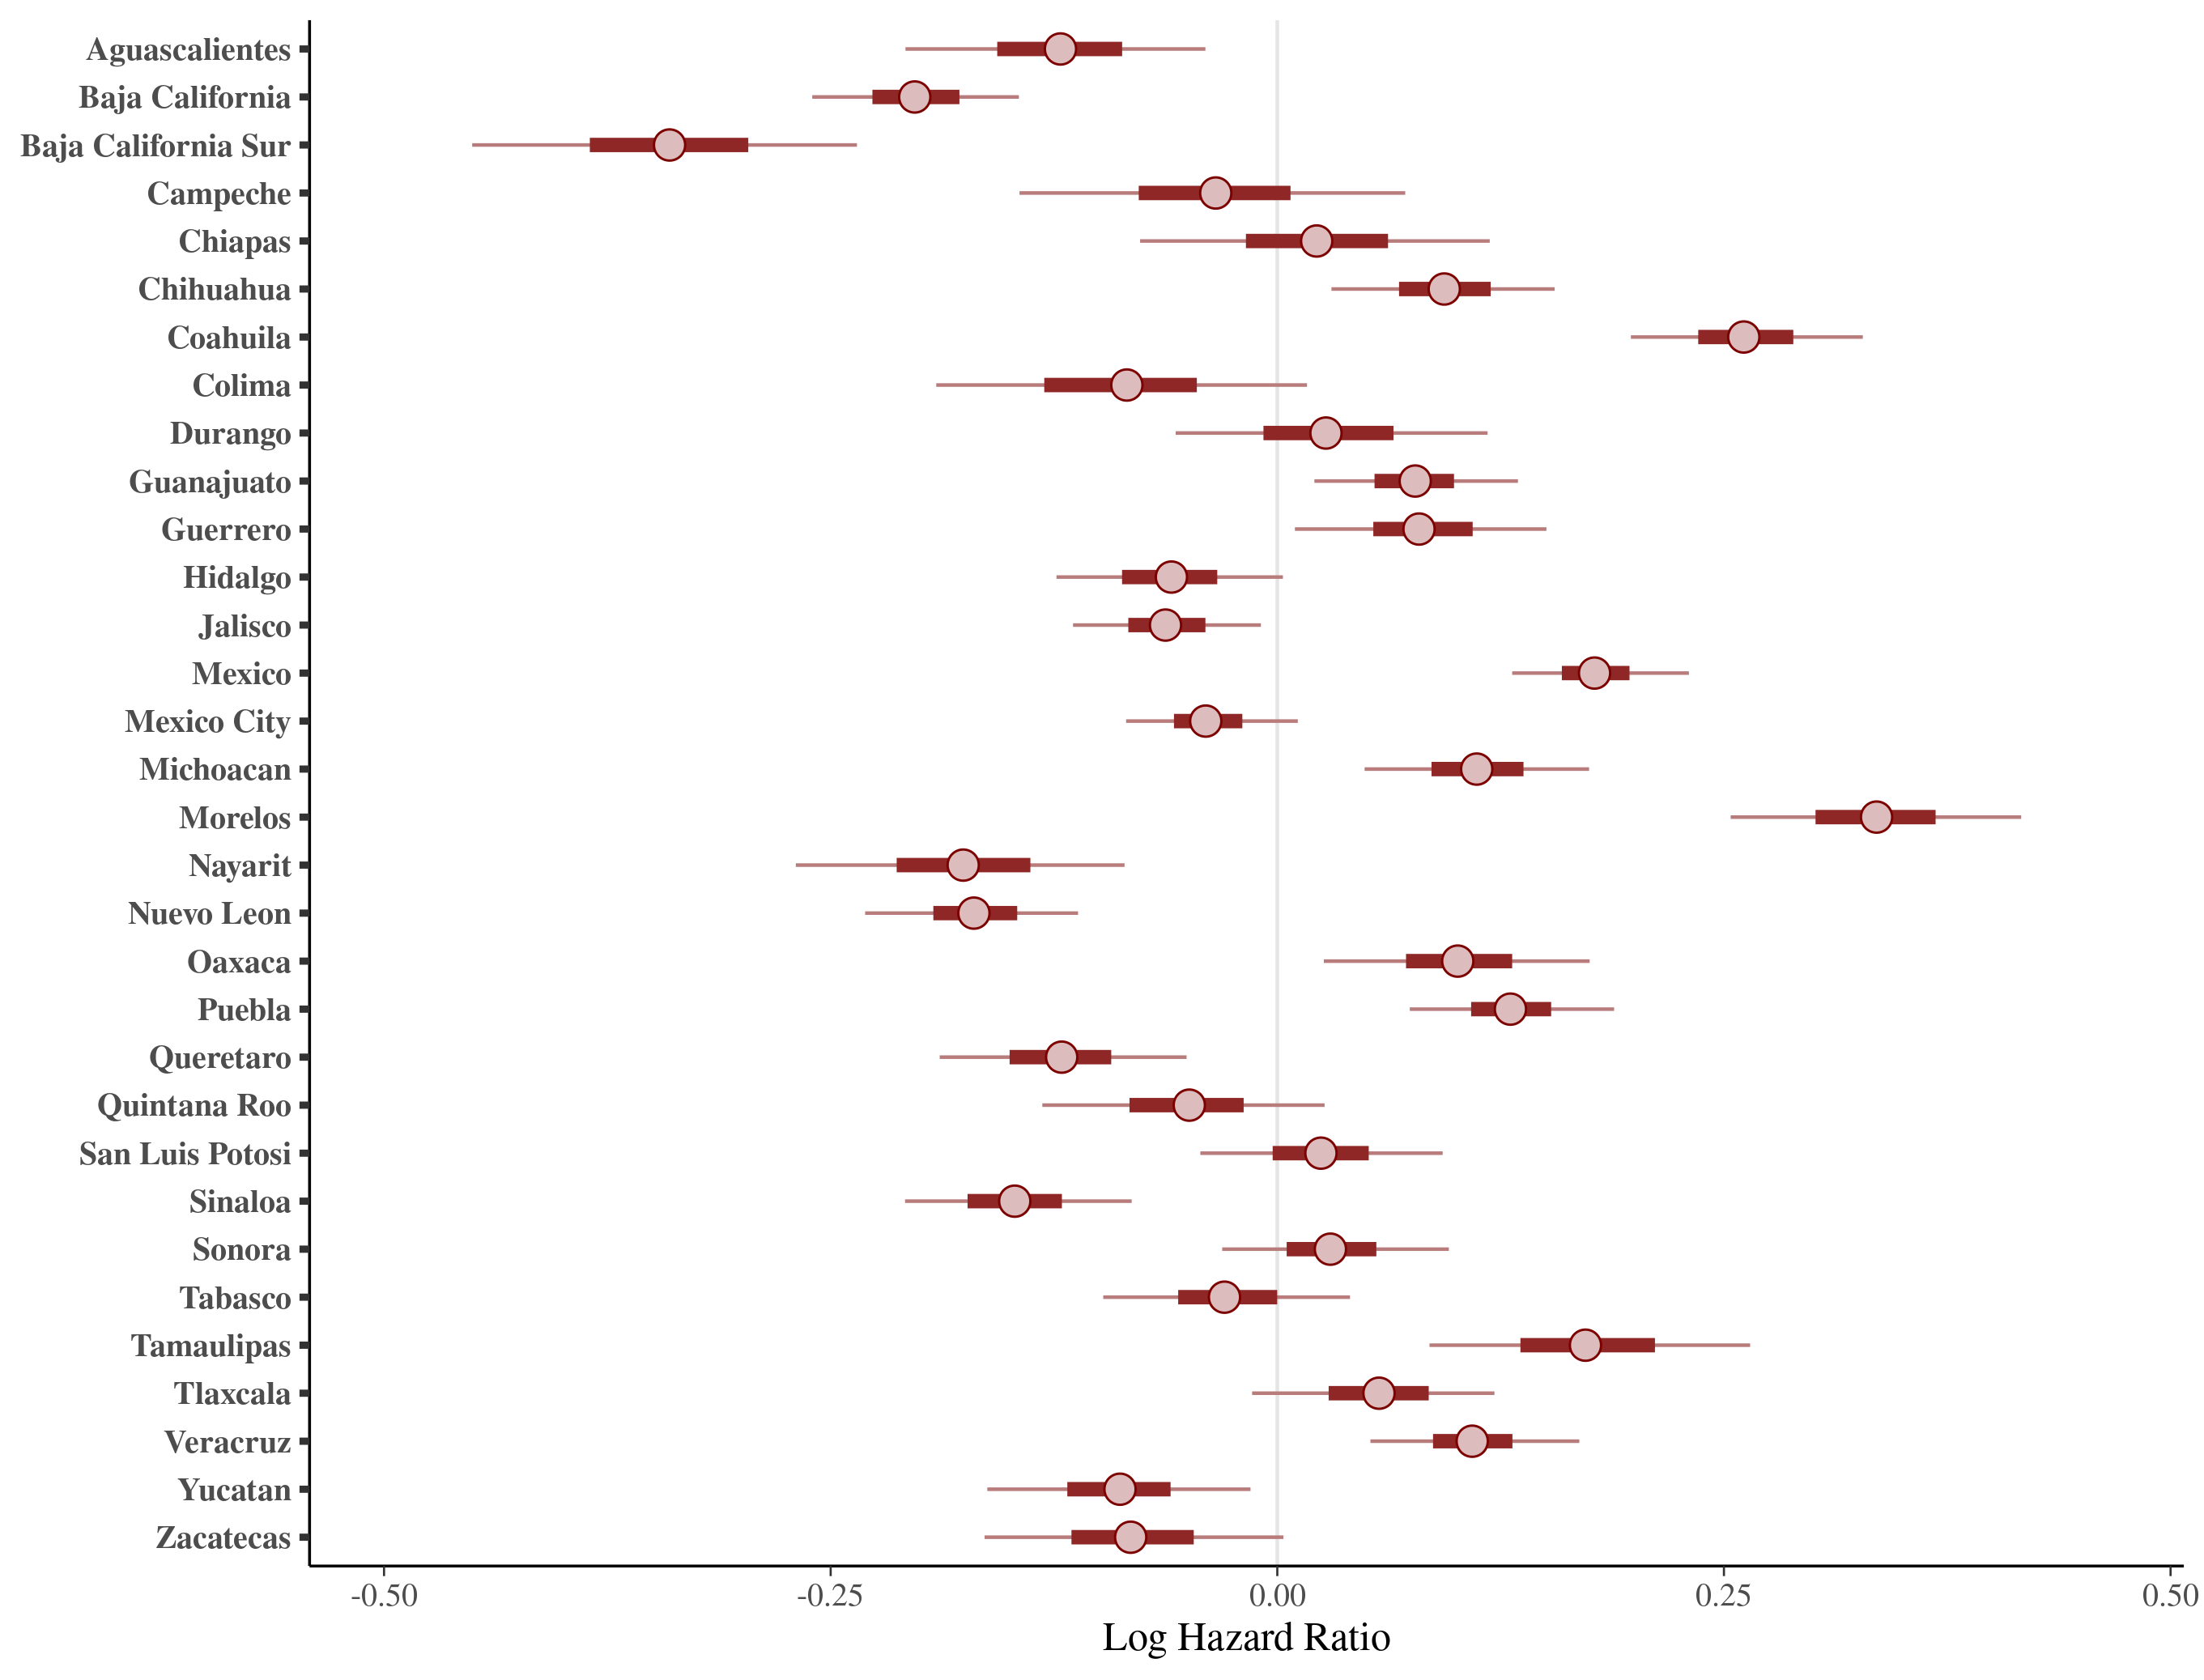 Aguascalientes
Baja California
Baja California Sur
Campeche
Chiapas
Chihuahua
Coahuila
Colima
Durango
Guanajuato
Guerrero
Hidalgo
Jalisco
Mexico
Mexico City
Michoacan
Morelos
Nayarit
Nuevo Leon
Oaxaca
Puebla
Queretaro
Quintana Roo
San Luis Potosi
Sinaloa
Sonora
Tabasco
Tamaulipas
Tlaxcala
Veracruz
Yucatan
Zacatecas
-0.50 -0.25 0.00 0.25 0.50
Log Hazard Ratio